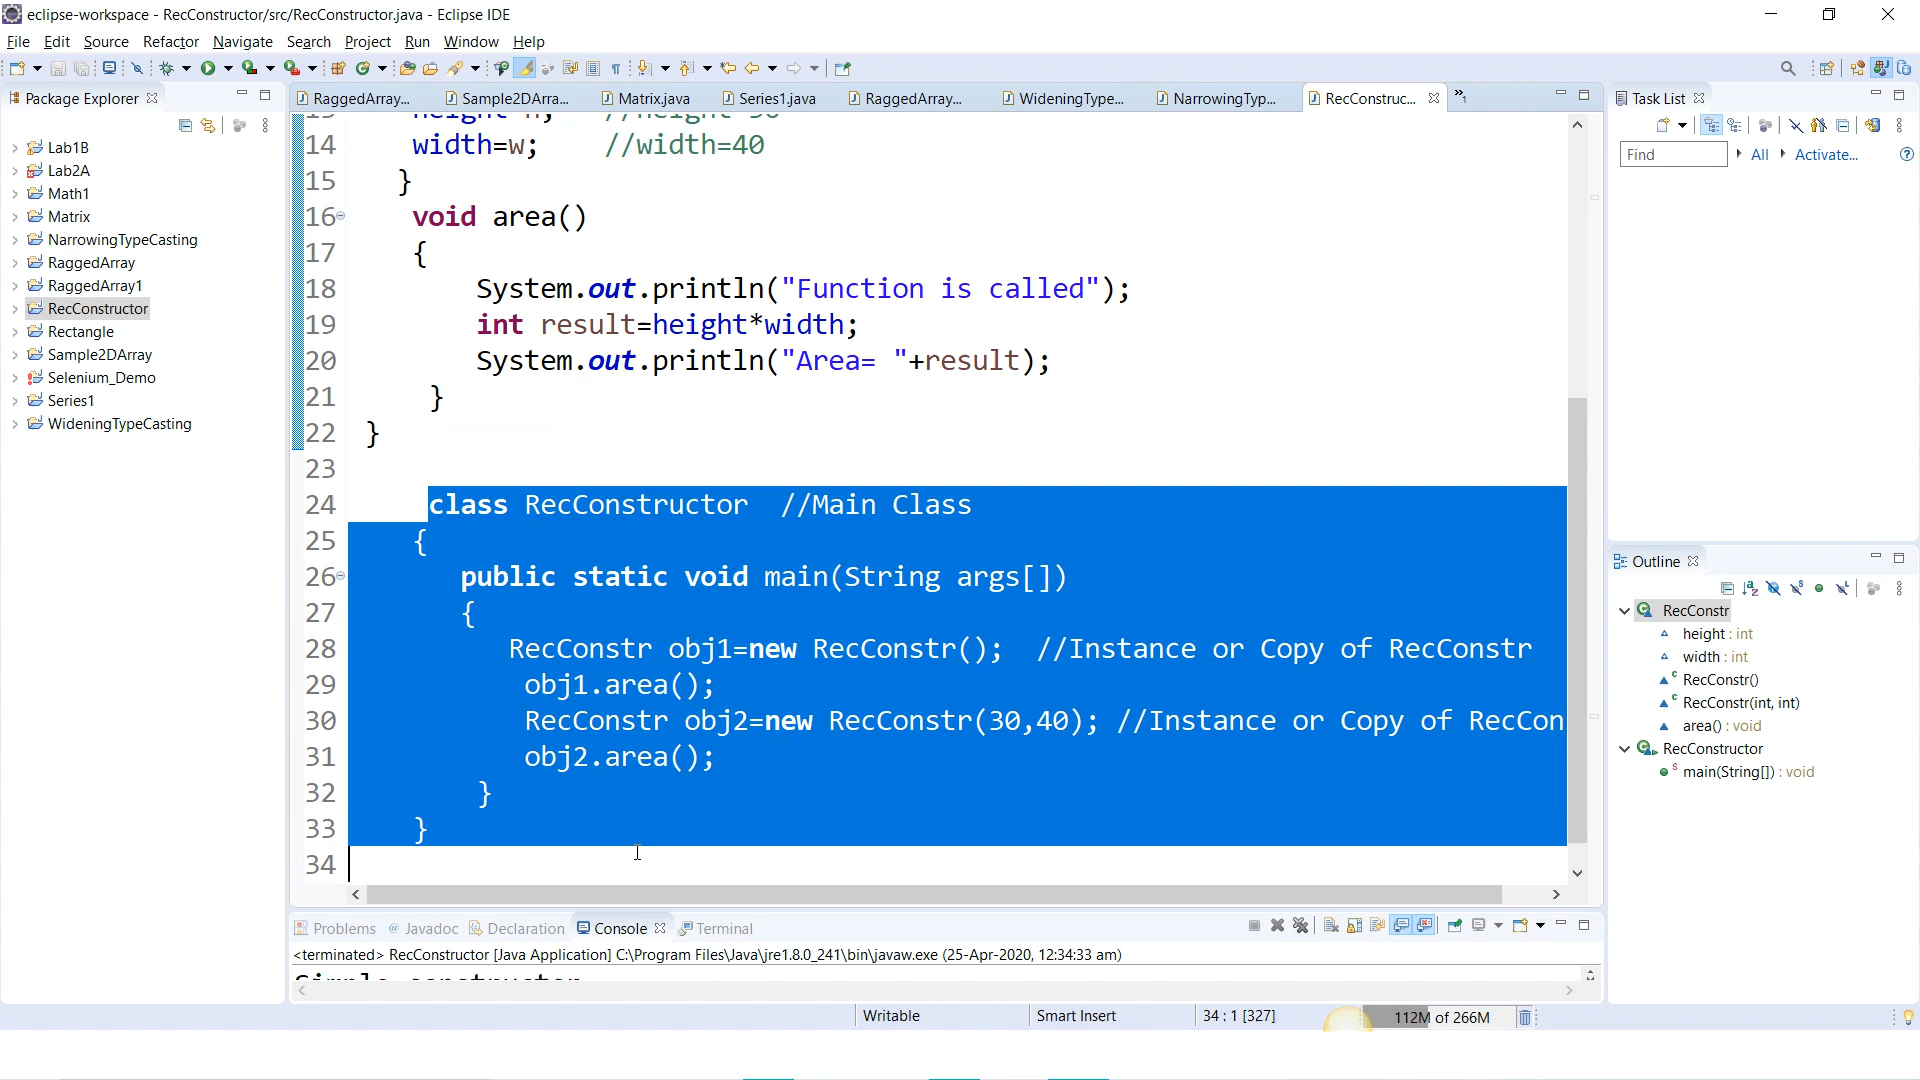 eclipse-workspace - RecConstructor/src/RecConstructor.java - Eclipse IDE
File Edit Source Refactor Navigate Search Project Run Window Help
Package Explorer
RaggedArray... Sample2DArra... Matrix.java Series1.java RaggedArray... WideningType... NarrowingTyp... RecConstruc... »1
Task List
Find All Activate...
Lab1B
Lab2A
Math1
Matrix
NarrowingTypeCasting
RaggedArray
RaggedArray1
RecConstructor
Rectangle
Sample2DArray
Selenium_Demo
Series1
WideningTypeCasting
14 width=w; //width=40
15 }
16 void area()
17 {
18 System.out.println("Function is called");
19 int result=height*width;
20 System.out.println("Area= "+result);
21 }
22 }
23
24 class RecConstructor //Main Class
25 {
26 public static void main(String args[])
27 {
28 RecConstr obj1=new RecConstr(); //Instance or Copy of RecConstr
29 obj1.area();
30 RecConstr obj2=new RecConstr(30,40); //Instance or Copy of RecCon
31 obj2.area();
32 }
33 }
34
Outline
RecConstr
height : int
width : int
RecConstr()
RecConstr(int, int)
area() : void
RecConstructor
main(String[]) : void
Problems Javadoc Declaration Console Terminal
<terminated> RecConstructor [Java Application] C:\Program Files\Java\jre1.8.0_241\bin\javaw.exe (25-Apr-2020, 12:34:33 am)
Writable Smart Insert 34 : 1 [327] 112M of 266M